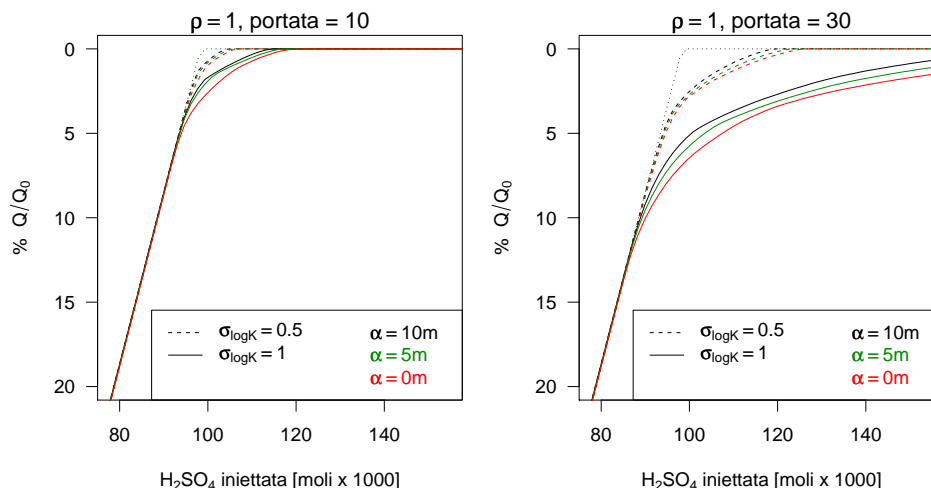 ρ = 1, portata = 10
% Q/Q₀
0
5
10
15
20
80 100 120 140
H₂SO₄ iniettata [moli x 1000]
σlogK = 0.5
σlogK = 1
α = 10m
α = 5m
α = 0m
ρ = 1, portata = 30
% Q/Q₀
0
5
10
15
20
80 100 120 140
H₂SO₄ iniettata [moli x 1000]
σlogK = 0.5
σlogK = 1
α = 10m
α = 5m
α = 0m